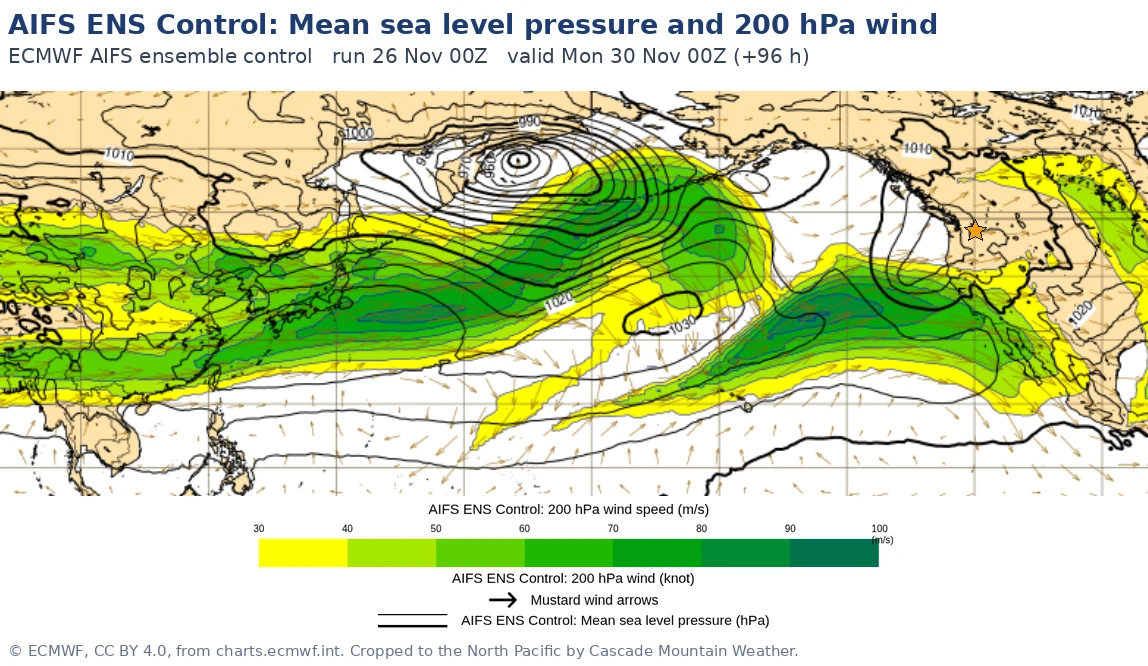 AIFS ENS Control: Mean sea level pressure and 200 hPa wind
ECMWF AIFS ensemble control   run 26 Nov 00Z   valid Mon 30 Nov 00Z (+96 h)
990
1000
1010
1010
1010
970
1020
1030
1020
AIFS ENS Control: 200 hPa wind speed (m/s)
30 40 50 60 70 80 90 100
(m/s)
AIFS ENS Control: 200 hPa wind (knot)
Mustard wind arrows
AIFS ENS Control: Mean sea level pressure (hPa)
© ECMWF, CC BY 4.0, from charts.ecmwf.int. Cropped to the North Pacific by Cascade Mountain Weather.